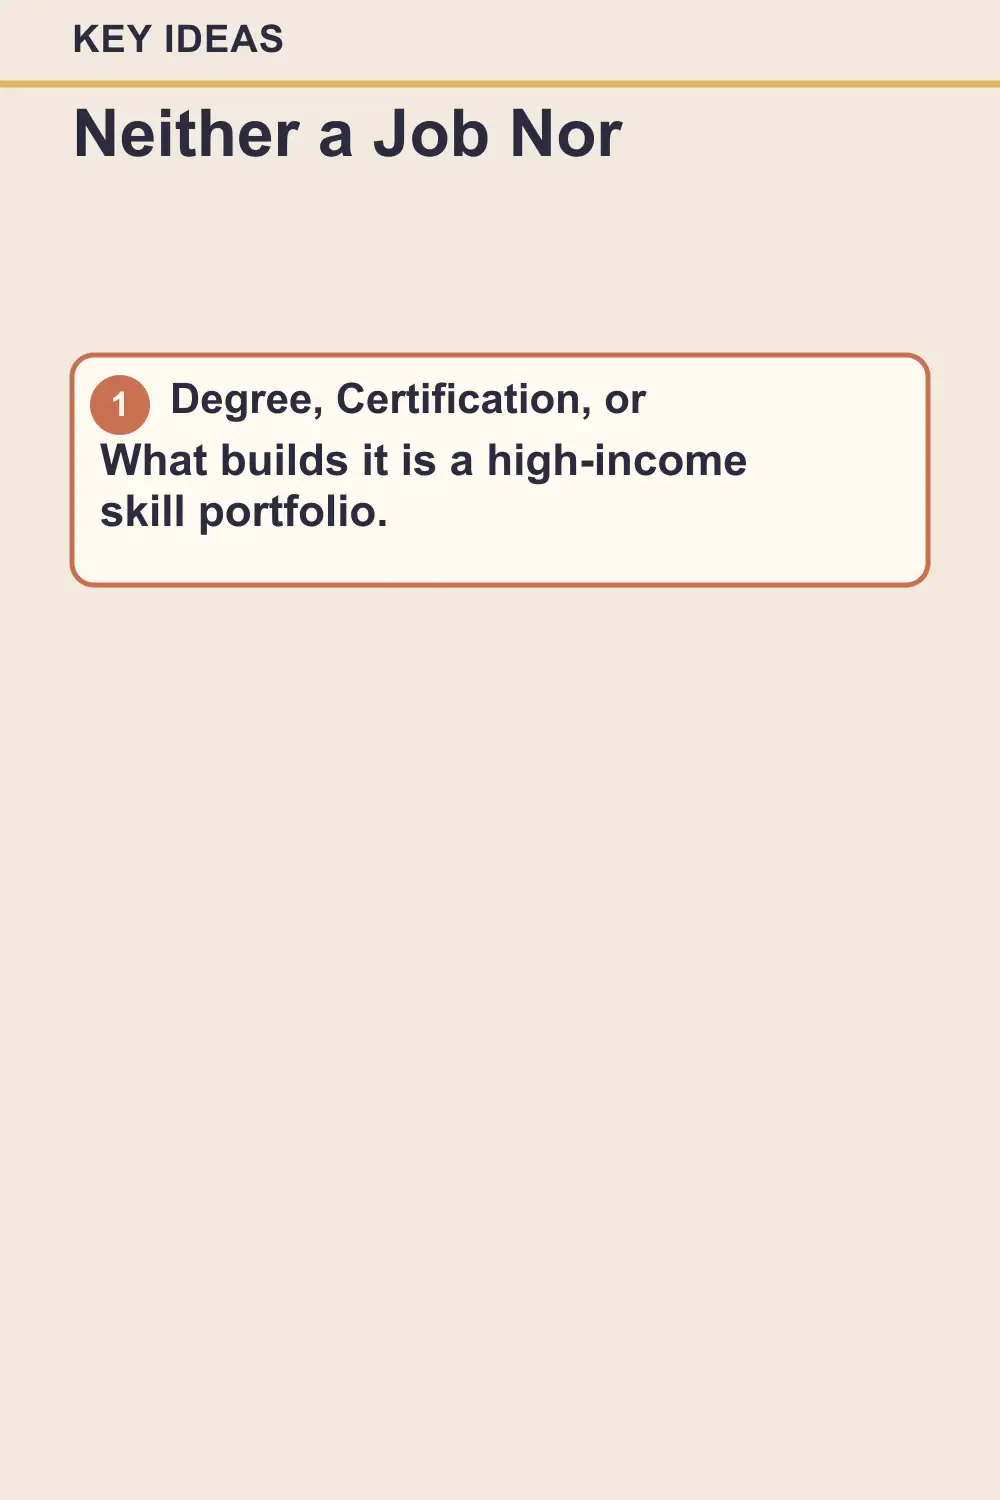 KEY IDEAS
Neither a Job Nor
1 Degree, Certification, or
What builds it is a high-income
skill portfolio.